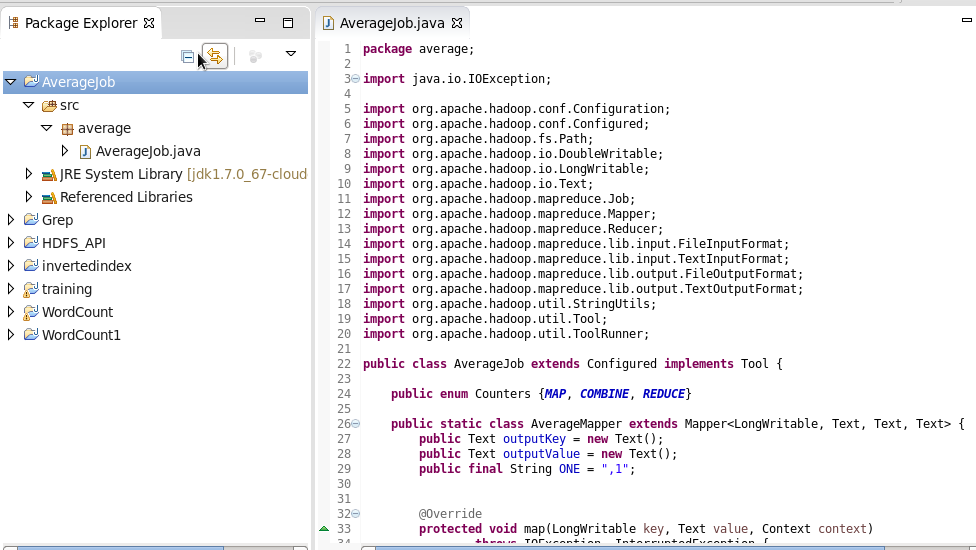 Package Explorer
AverageJob
src
average
AverageJob.java
JRE System Library [jdk1.7.0_67-cloud
Referenced Libraries
Grep
HDFS_API
invertedindex
training
WordCount
WordCount1
AverageJob.java
1 package average;
2
3 import java.io.IOException;
4
5 import org.apache.hadoop.conf.Configuration;
6 import org.apache.hadoop.conf.Configured;
7 import org.apache.hadoop.fs.Path;
8 import org.apache.hadoop.io.DoubleWritable;
9 import org.apache.hadoop.io.LongWritable;
10 import org.apache.hadoop.io.Text;
11 import org.apache.hadoop.mapreduce.Job;
12 import org.apache.hadoop.mapreduce.Mapper;
13 import org.apache.hadoop.mapreduce.Reducer;
14 import org.apache.hadoop.mapreduce.lib.input.FileInputFormat;
15 import org.apache.hadoop.mapreduce.lib.input.TextInputFormat;
16 import org.apache.hadoop.mapreduce.lib.output.FileOutputFormat;
17 import org.apache.hadoop.mapreduce.lib.output.TextOutputFormat;
18 import org.apache.hadoop.util.StringUtils;
19 import org.apache.hadoop.util.Tool;
20 import org.apache.hadoop.util.ToolRunner;
21
22 public class AverageJob extends Configured implements Tool {
23
24 public enum Counters {MAP, COMBINE, REDUCE}
25
26 public static class AverageMapper extends Mapper<LongWritable, Text, Text, Text> {
27 public Text outputKey = new Text();
28 public Text outputValue = new Text();
29 public final String ONE = ",1";
30
31
32 @Override
33 protected void map(LongWritable key, Text value, Context context)
34 throws IOException, InterruptedException {